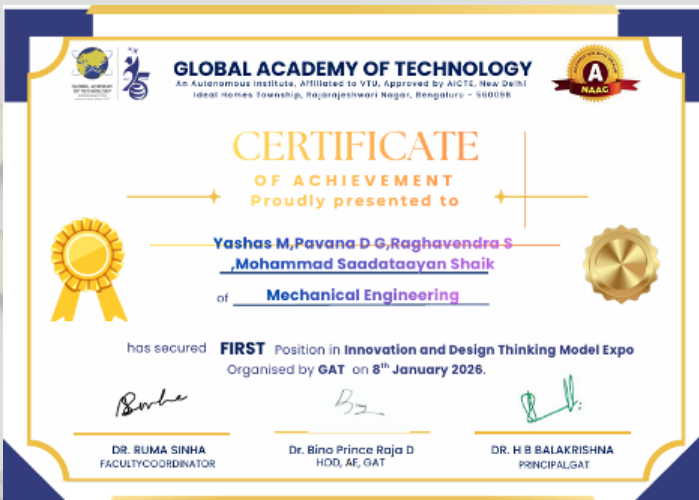 GLOBAL ACADEMY OF TECHNOLOGY
An Autonomous Institute, Affiliated to VTU, Approved by AICTE, New Delhi
Ideal Homes Township, Rajarajeshwari Nagar, Bengaluru - 560098
A
NAAC
CERTIFICATE
OF ACHIEVEMENT
Proudly presented to
Yashas M,Pavana D G,Raghavendra S
,Mohammad Saadataayan Shaik
of Mechanical Engineering
has secured FIRST Position in Innovation and Design Thinking Model Expo
Organised by GAT on 8th January 2026.
DR. RUMA SINHA
FACULTYCOORDINATOR
Dr. Bino Prince Raja D
HOD, AE, GAT
DR. H B BALAKRISHNA
PRINCIPAL,GAT